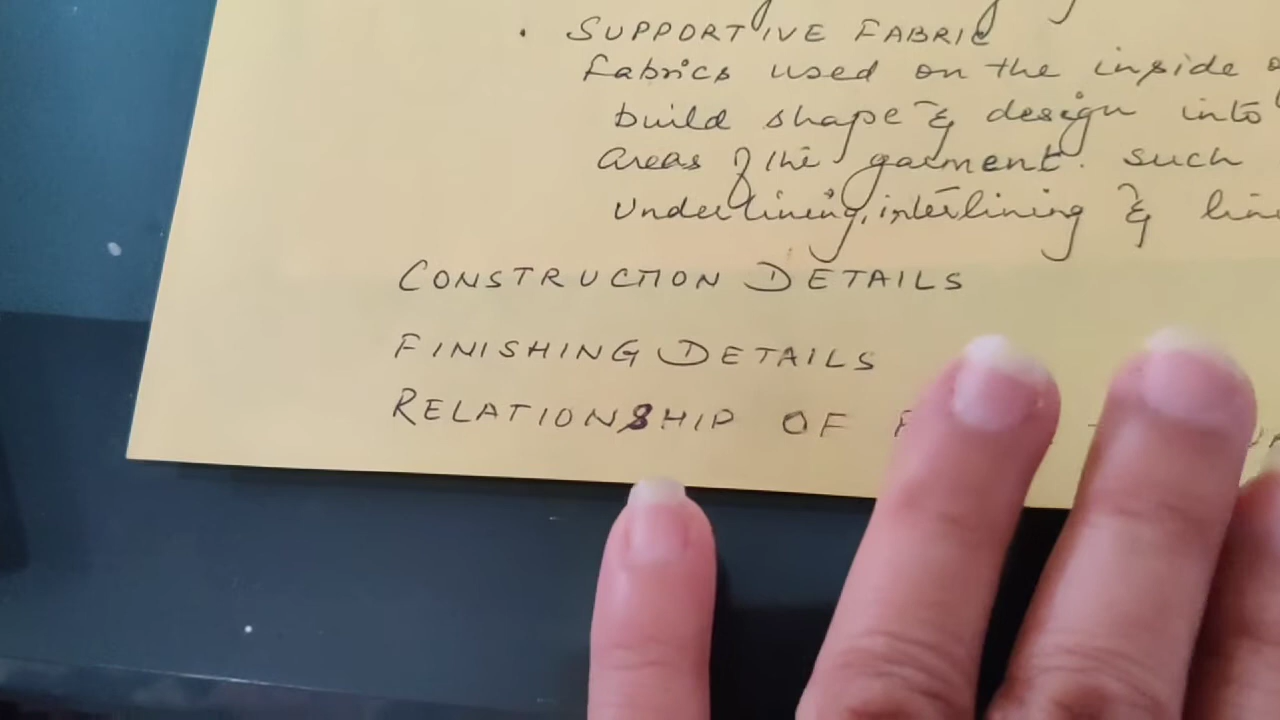 · SUPPORTIVE FABRIC
fabrics used on the inside
build shape & design into
areas of the garment. such
Underlining, interlining &
CONSTRUCTION DETAILS
FINISHING DETAILS
RELATIONSHIP OF